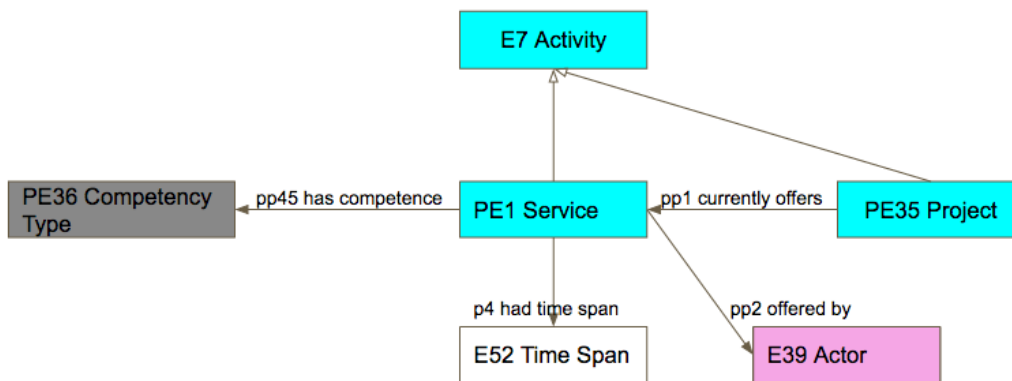 E7 Activity
PE36 Competency
Type
pp45 has competence
PE1 Service
pp1 currently offers
PE35 Project
p4 had time span
pp2 offered by
E52 Time Span
E39 Actor